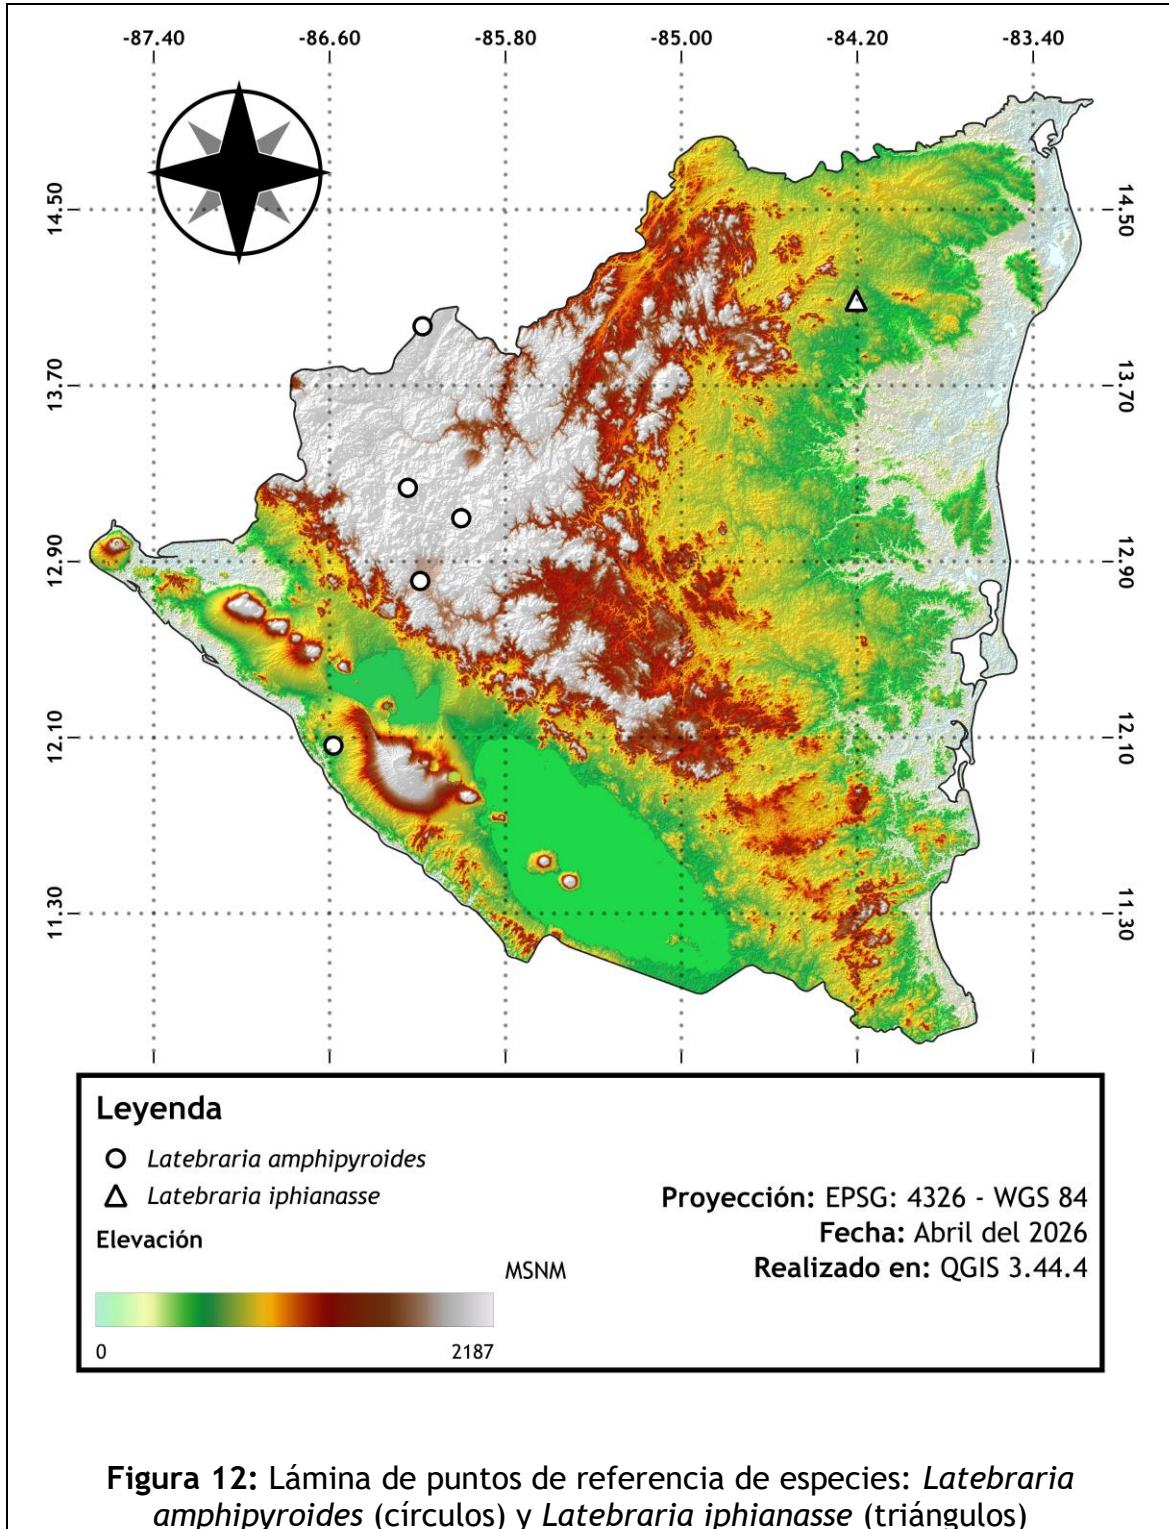 -87.40 -86.60 -85.80 -85.00 -84.20 -83.40
14.50 14.50
13.70 13.70
12.90 12.90
12.10 12.10
11.30 11.30
Leyenda
Latebraria amphipyroides
Latebraria iphianasse
Elevación
MSNM
0 2187
Proyección: EPSG: 4326 - WGS 84
Fecha: Abril del 2026
Realizado en: QGIS 3.44.4
Figura 12: Lámina de puntos de referencia de especies: Latebraria
amphipyroides (círculos) y Latebraria iphianasse (triángulos)